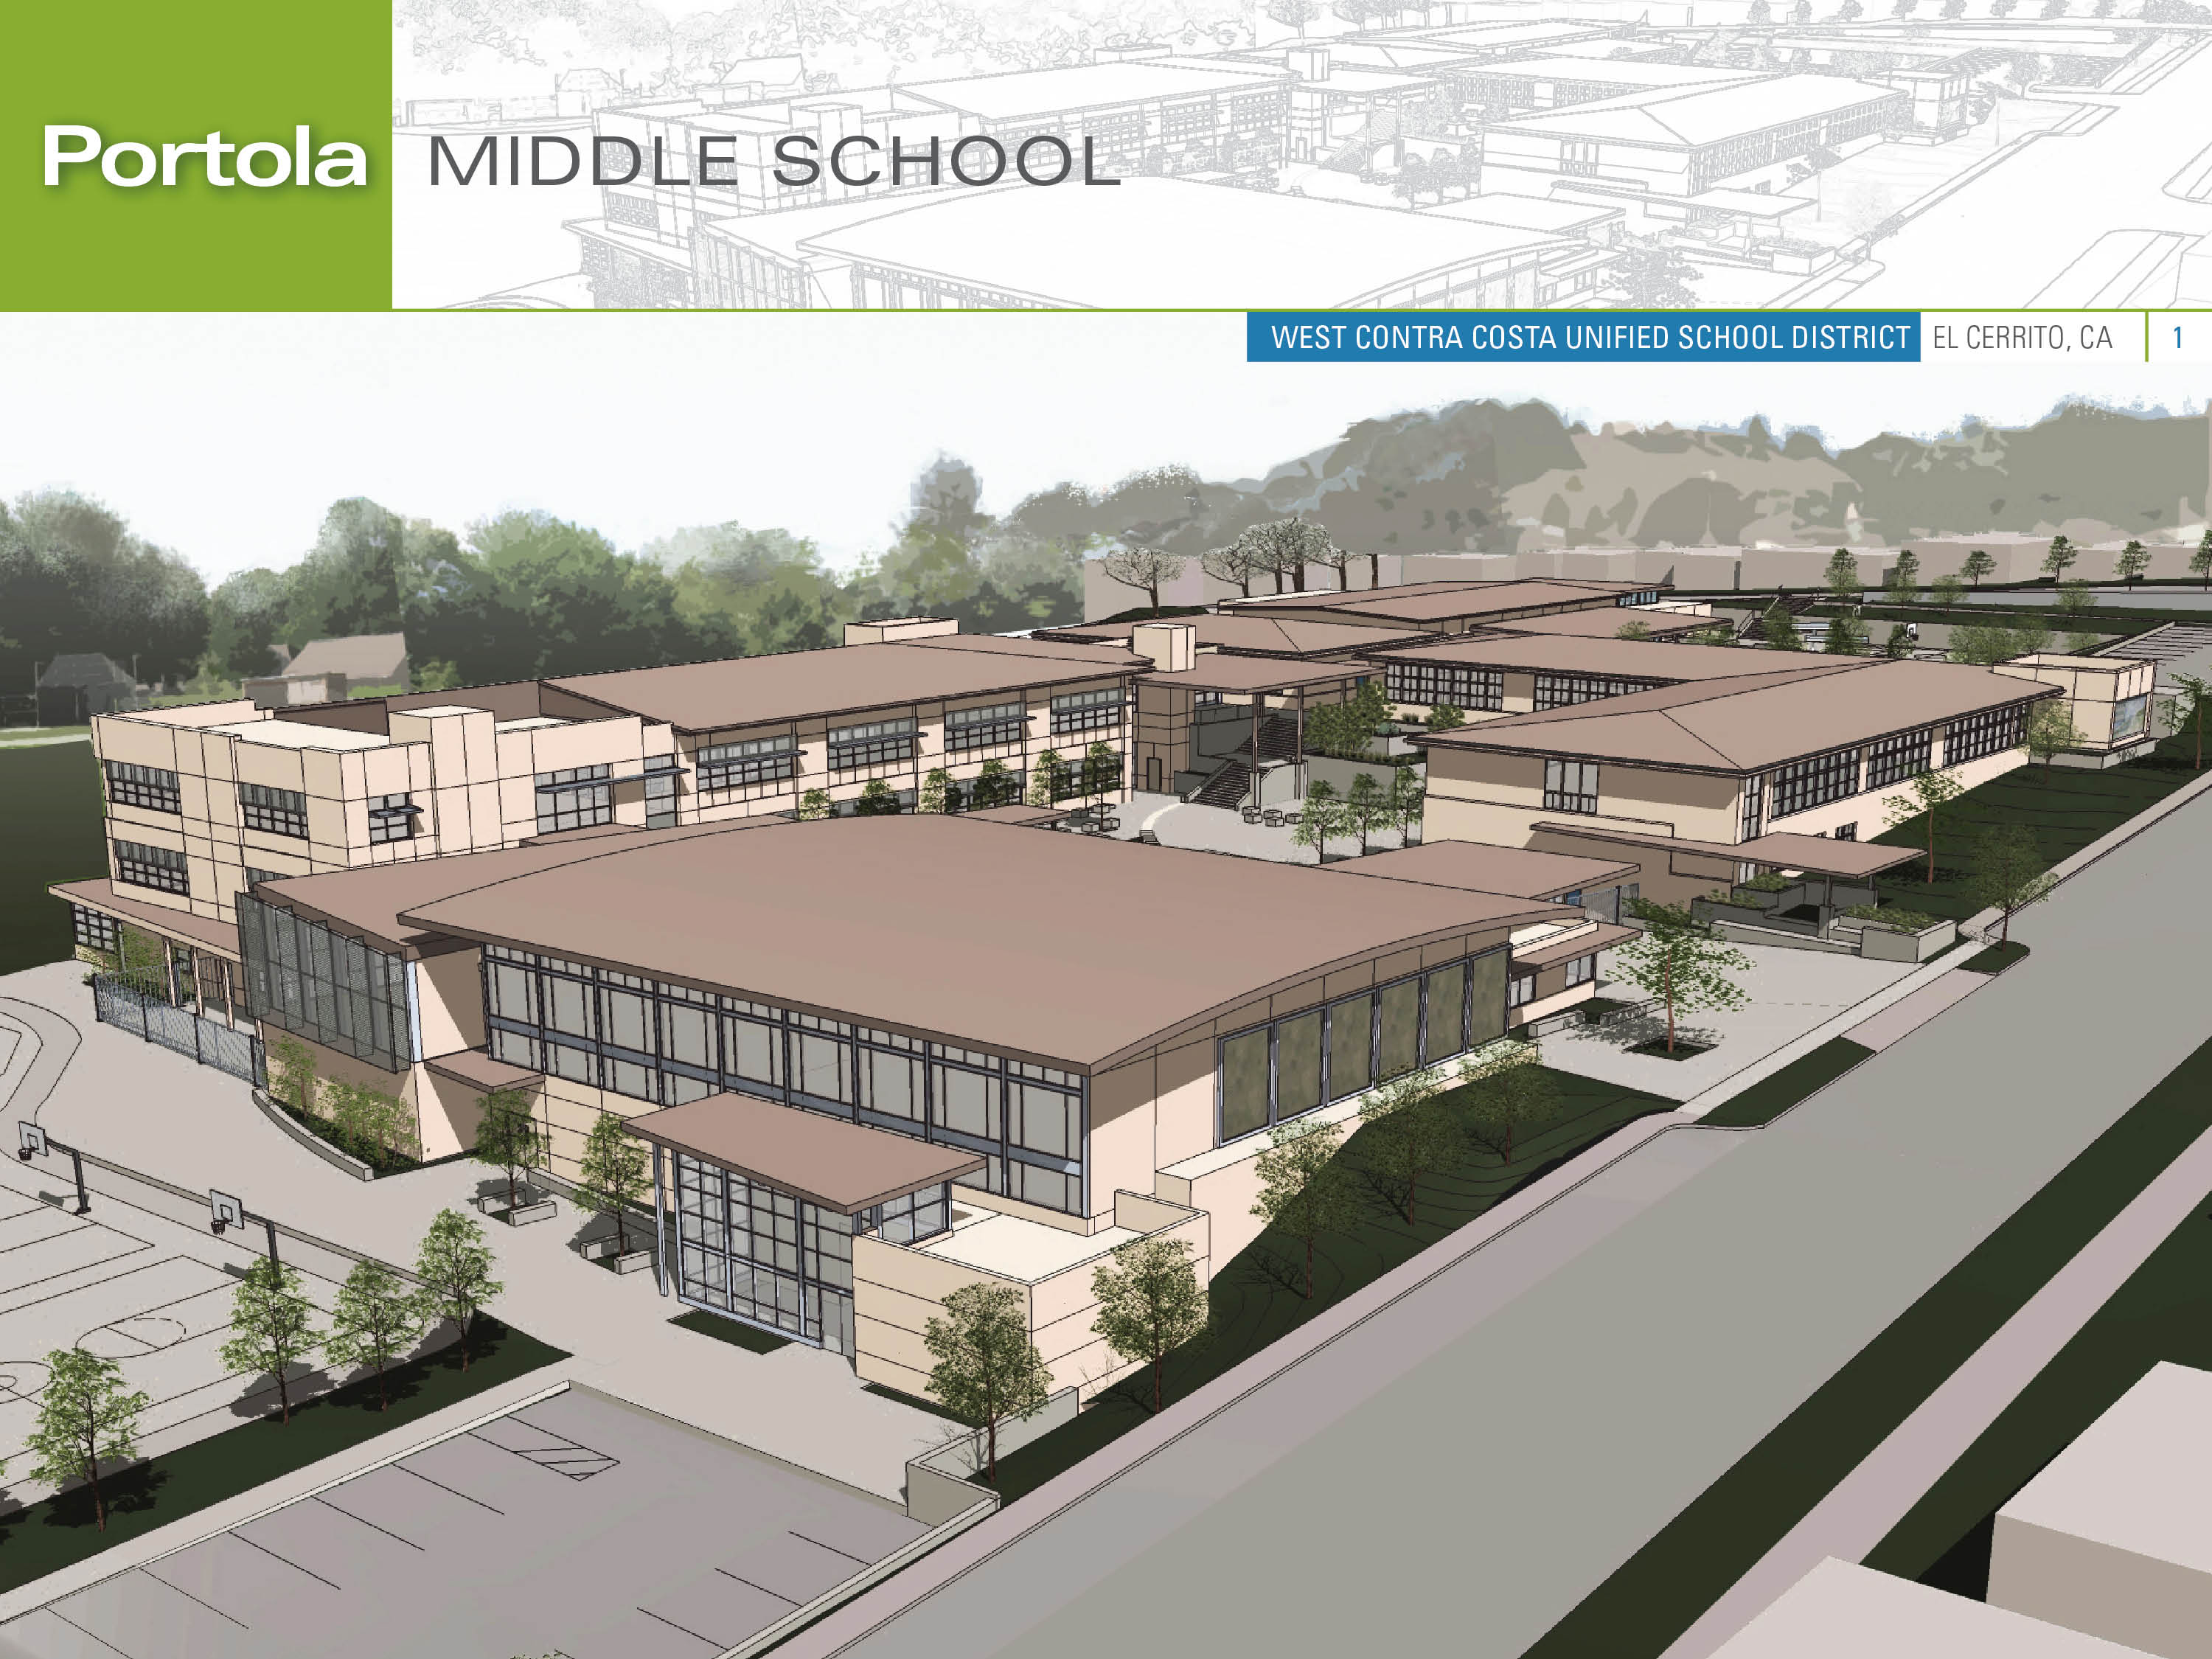 Portola MIDDLE SCHOOL
WEST CONTRA COSTA UNIFIED SCHOOL DISTRICT EL CERRITO, CA 1